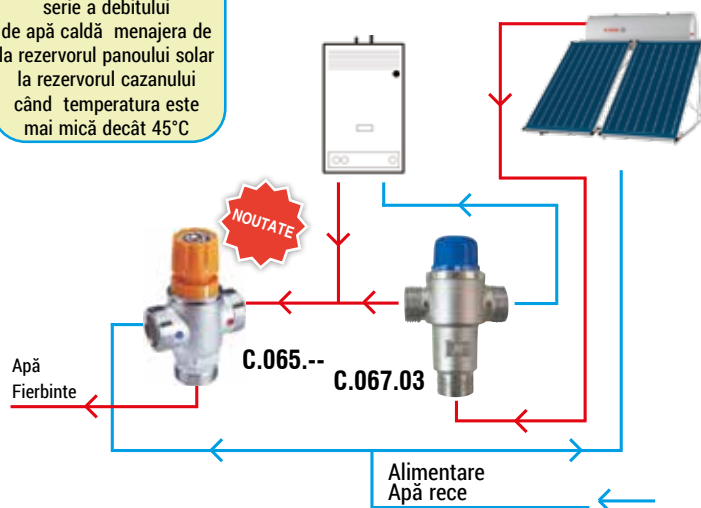 serie a debitului
de apă caldă menajera de
la rezervorul panoului solar
la rezervorul cazanului
când temperatura este
mai mică decât 45°C
NOUTATE
C.065.--
C.067.03
Apă
Fierbinte
Alimentare
Apă rece